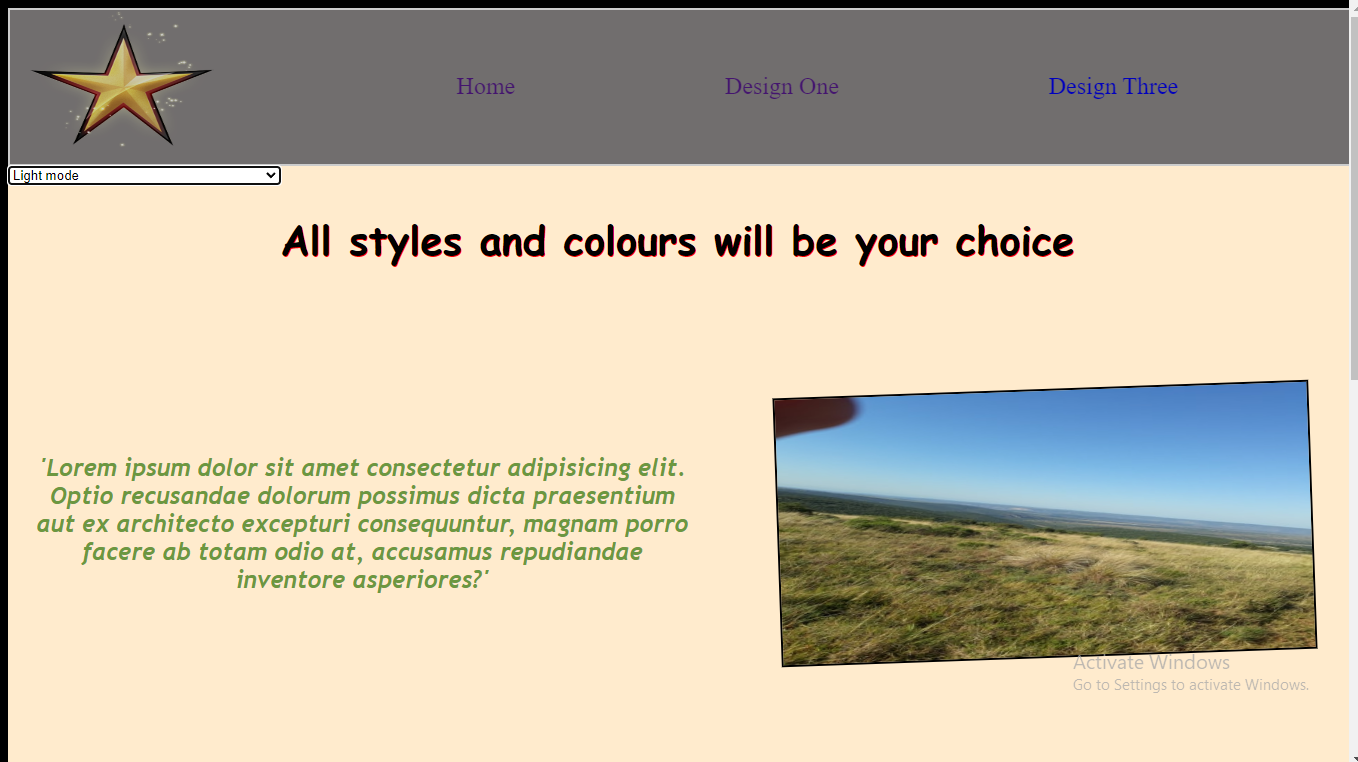 Home
Design One
Design Three
Light mode
All styles and colours will be your choice
'Lorem ipsum dolor sit amet consectetur adipisicing elit.
Optio recusandae dolorum possimus dicta praesentium
aut ex architecto excepturi consequuntur, magnam porro
facere ab totam odio at, accusamus repudiandae
inventore asperiores?'
Activate Windows
Go to Settings to activate Windows.